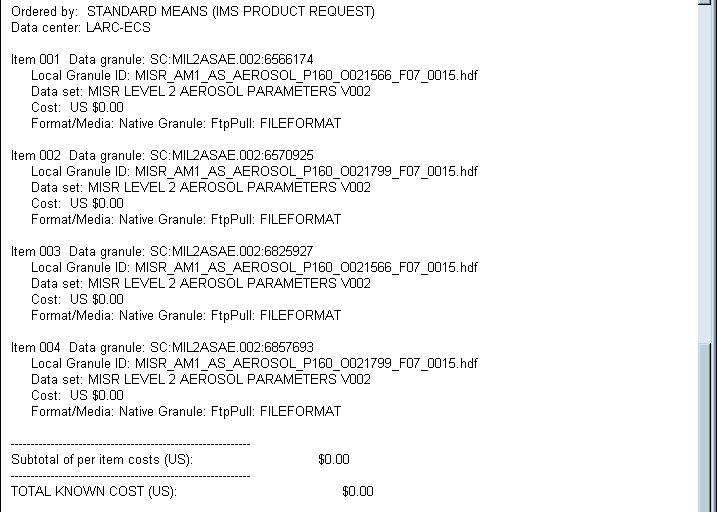 Ordered by: STANDARD MEANS (IMS PRODUCT REQUEST)
Data center: LARC-ECS
Item 001 Data granule: SC:MIL2ASAE.002:6566174
Local Granule ID: MISR_AM1_AS_AEROSOL_P160_O021566_F07_0015.hdf
Data set: MISR LEVEL 2 AEROSOL PARAMETERS V002
Cost: US $0.00
Format/Media: Native Granule: FtpPull: FILEFORMAT
Item 002 Data granule: SC:MIL2ASAE.002:6570925
Local Granule ID: MISR_AM1_AS_AEROSOL_P160_O021799_F07_0015.hdf
Data set: MISR LEVEL 2 AEROSOL PARAMETERS V002
Cost: US $0.00
Format/Media: Native Granule: FtpPull: FILEFORMAT
Item 003 Data granule: SC:MIL2ASAE.002:6825927
Local Granule ID: MISR_AM1_AS_AEROSOL_P160_O021566_F07_0015.hdf
Data set: MISR LEVEL 2 AEROSOL PARAMETERS V002
Cost: US $0.00
Format/Media: Native Granule: FtpPull: FILEFORMAT
Item 004 Data granule: SC:MIL2ASAE.002:6857693
Local Granule ID: MISR_AM1_AS_AEROSOL_P160_O021799_F07_0015.hdf
Data set: MISR LEVEL 2 AEROSOL PARAMETERS V002
Cost: US $0.00
Format/Media: Native Granule: FtpPull: FILEFORMAT
------------------------------------------------------------
Subtotal of per item costs (US): $0.00
------------------------------------------------------------
TOTAL KNOWN COST (US): $0.00